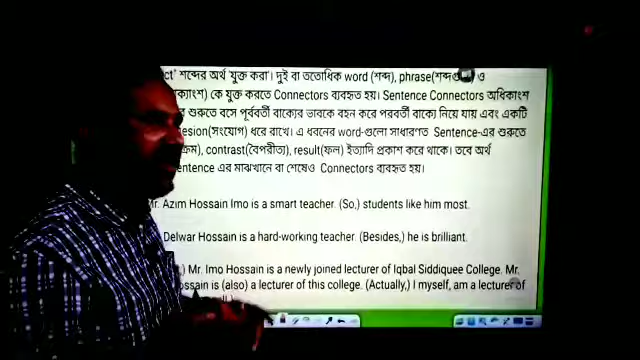 ct' শব্দের অর্থ 'যুক্ত করা'। দুই বা ততোধিক word (শব্দ), phrase(শব্দগু ও
ক্যাংশ) কে যুক্ত করতে Connectors ব্যবহৃত হয়। Sentence Connectors অধিকাংশ
র শুরুতে বসে পূর্ববর্তী বাক্যের ভাবকে বহন করে পরবর্তী বাক্যে নিয়ে যায় এবং একটি
esion(সংযোগ) ধরে রাখে। এ ধবনের word-গুলো সাধারণত Sentence-এর শুরুতে
ক্রম), contrast(বৈপরীত্য), result(ফল) ইত্যাদি প্রকাশ করে থাকে। তবে অর্থ
entence এর মাঝখানে বা শেষেও Connectors ব্যবহৃত হয়।
Mr. Azim Hossain Imo is a smart teacher. (So,) students like him most.
Delwar Hossain is a hard-working teacher. (Besides,) he is brilliant.
Mr. Imo Hossain is a newly joined lecturer of Iqbal Siddiquee College. Mr.
ossain is (also) a lecturer of this college. (Actually,) I myself, am a lecturer of